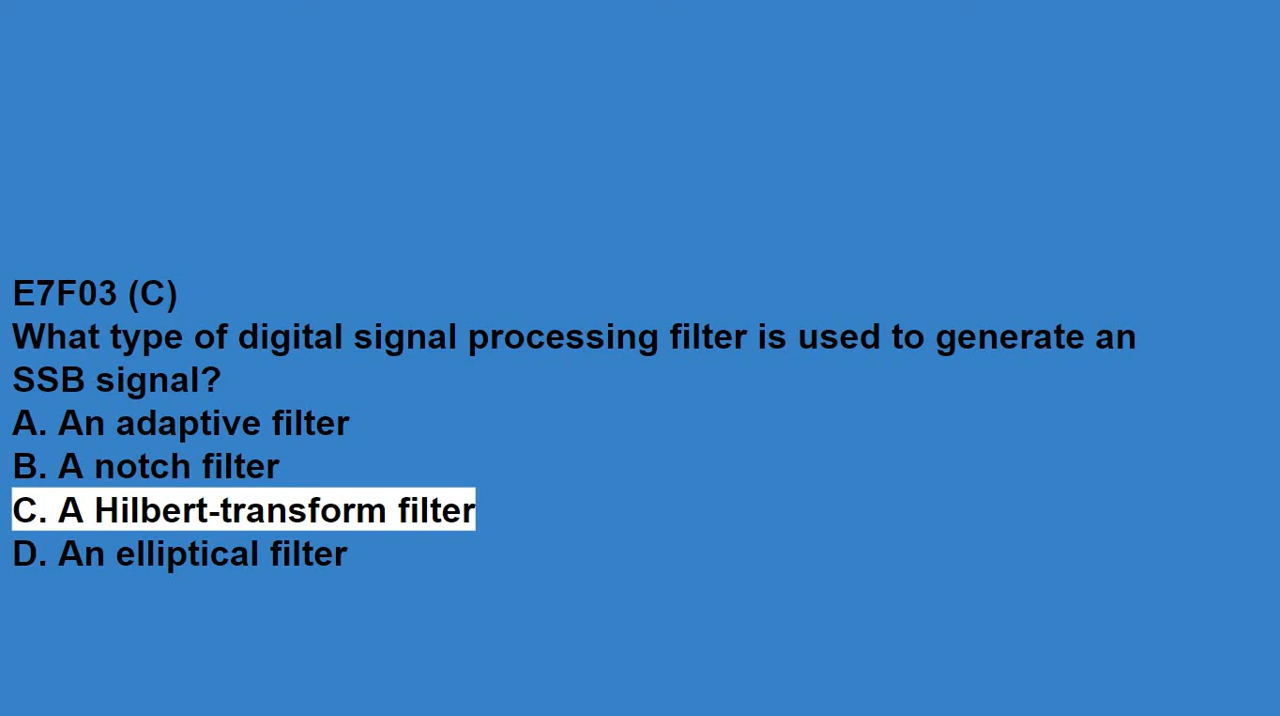 E7F03 (C)
What type of digital signal processing filter is used to generate an
SSB signal?
A. An adaptive filter
B. A notch filter
C. A Hilbert-transform filter
D. An elliptical filter